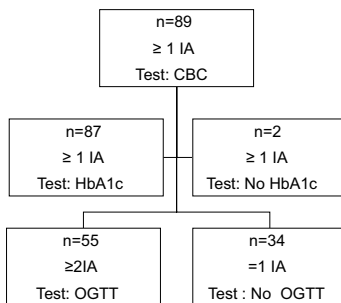 n=89
≥ 1 IA
Test: CBC
n=87
≥ 1 IA
Test: HbA1c
n=2
≥ 1 IA
Test: No HbA1c
n=55
≥2IA
Test: OGTT
n=34
=1 IA
Test : No OGTT